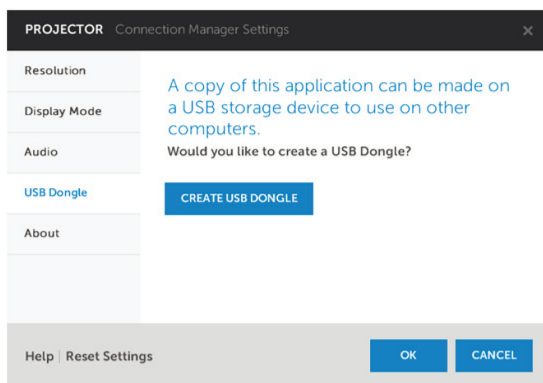 PROJECTOR Connection Manager Settings ×
Resolution
Display Mode
Audio
USB Dongle
About
A copy of this application can be made on
a USB storage device to use on other
computers.
Would you like to create a USB Dongle?
CREATE USB DONGLE
Help | Reset Settings
OK
CANCEL